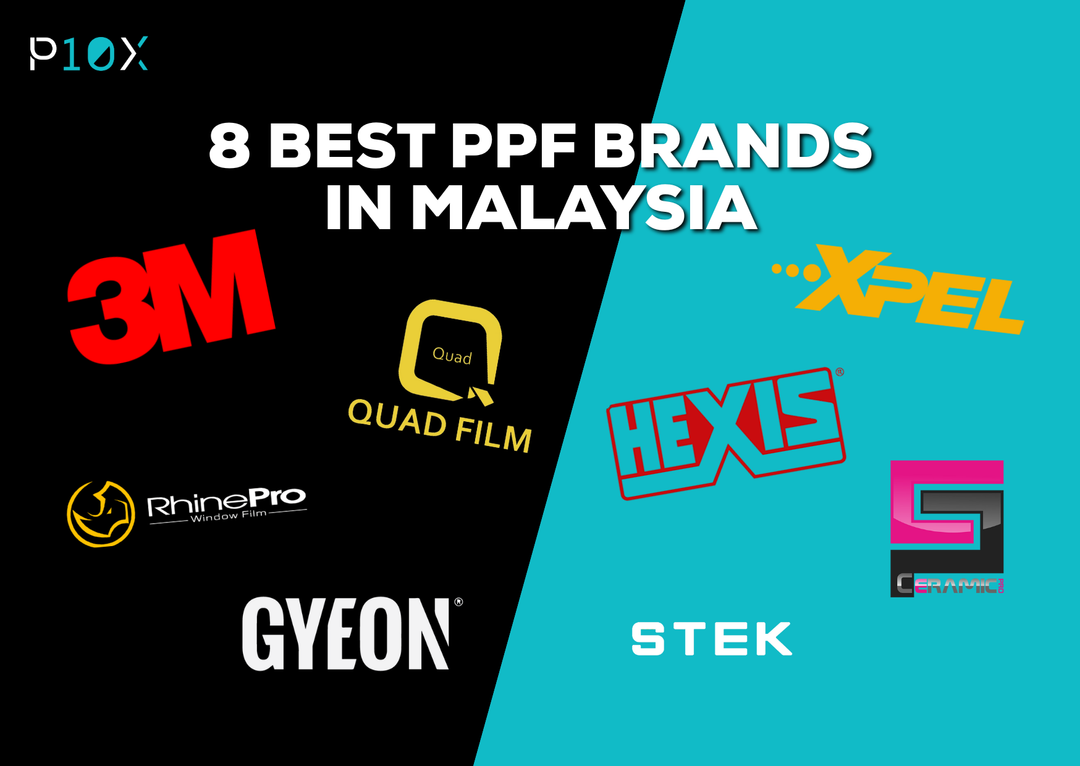 P10X
8 BEST PPF BRANDS
IN MALAYSIA
3M
XPEL
Quad
QUAD FILM
HEXIS®
RhinePro
Window Film
CERAMIC PRO
GYEON®
STEK